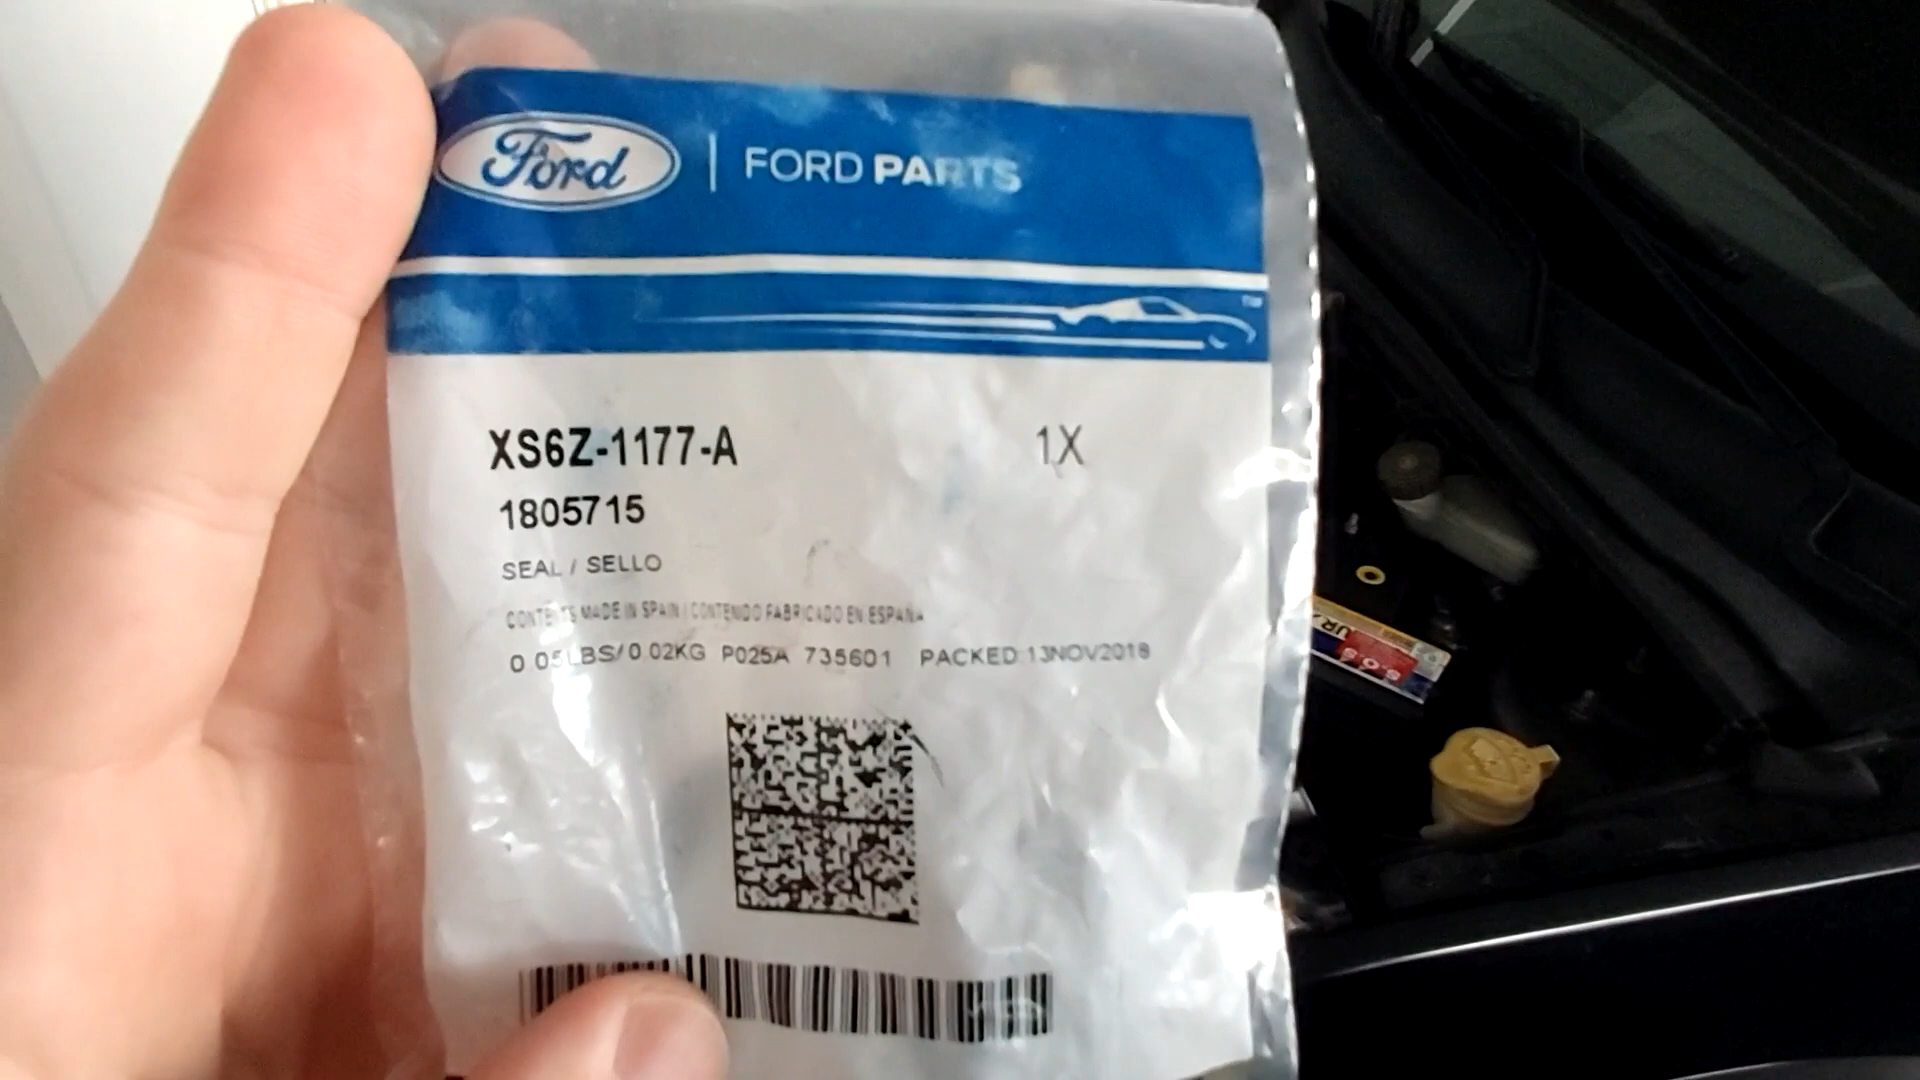 Ford | FORD PARTS
XS6Z-1177-A 1X
1805715
SEAL / SELLO
CONTENTS MADE IN SPAIN / CONTENIDO FABRICADO EN ESPAÑA
0.05LBS/0.02KG P025A 735601 PACKED:13NOV2018
S.O.S